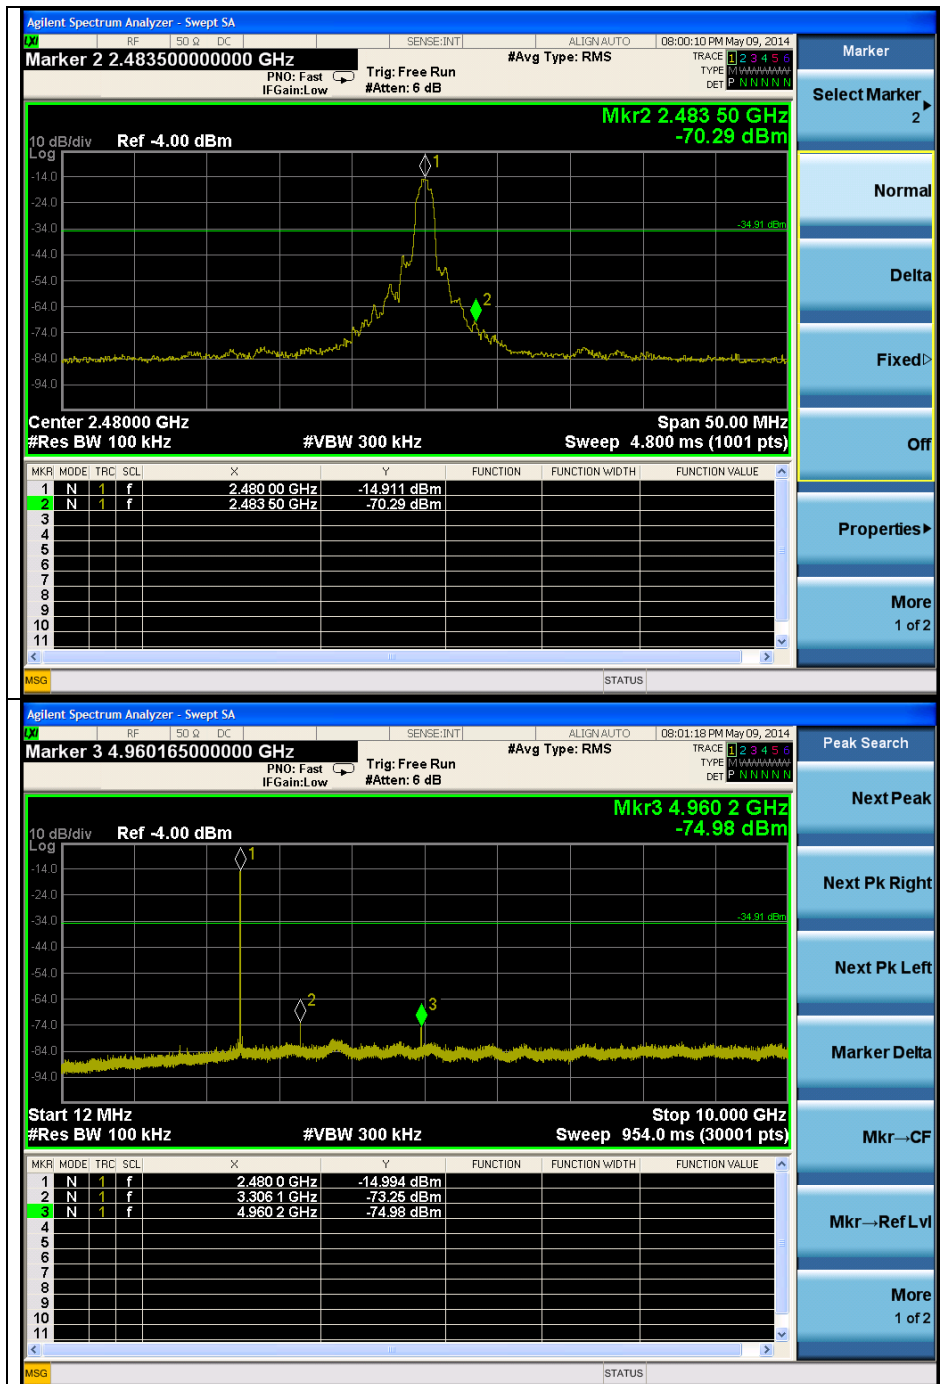 Agilent Spectrum Analyzer - Swept SA
LXI RF 50 Ω DC SENSE:INT ALIGNAUTO 08:00:10 PM May 09, 2014
Marker 2 2.483500000000 GHz
PNO: Fast
IFGain:Low
Trig: Free Run
#Atten: 6 dB
#Avg Type: RMS
TRACE 1 2 3 4 5 6
TYPE M W W W W W
DET P N N N N N
Mkr2 2.483 50 GHz
-70.29 dBm
10 dB/div Ref -4.00 dBm
Log
1
-14.0
-24.0
-34.0
-34.91 dBm
-44.0
-54.0
2
-64.0
-74.0
-84.0
-94.0
Center 2.48000 GHz Span 50.00 MHz
#Res BW 100 kHz #VBW 300 kHz Sweep 4.800 ms (1001 pts)
MKR MODE TRC SCL X Y FUNCTION FUNCTION WIDTH FUNCTION VALUE
1 N 1 f 2.480 00 GHz -14.911 dBm
2 N 1 f 2.483 50 GHz -70.29 dBm
3
4
5
6
7
8
9
10
11
MSG STATUS
Marker
Select Marker
2
Normal
Delta
Fixed
Off
Properties
More
1 of 2
Agilent Spectrum Analyzer - Swept SA
LXI RF 50 Ω DC SENSE:INT ALIGNAUTO 08:01:18 PM May 09, 2014
Marker 3 4.960165000000 GHz
PNO: Fast
IFGain:Low
Trig: Free Run
#Atten: 6 dB
#Avg Type: RMS
TRACE 1 2 3 4 5 6
TYPE M W W W W W
DET P N N N N N
Mkr3 4.960 2 GHz
-74.98 dBm
10 dB/div Ref -4.00 dBm
Log
1
-14.0
-24.0
-34.0
-34.91 dBm
-44.0
-54.0
-64.0
2
3
-74.0
-84.0
-94.0
Start 12 MHz Stop 10.000 GHz
#Res BW 100 kHz #VBW 300 kHz Sweep 954.0 ms (30001 pts)
MKR MODE TRC SCL X Y FUNCTION FUNCTION WIDTH FUNCTION VALUE
1 N 1 f 2.480 0 GHz -14.994 dBm
2 N 1 f 3.306 1 GHz -73.25 dBm
3 N 1 f 4.960 2 GHz -74.98 dBm
4
5
6
7
8
9
10
11
MSG STATUS
Peak Search
Next Peak
Next Pk Right
Next Pk Left
Marker Delta
Mkr→CF
Mkr→Ref Lvl
More
1 of 2